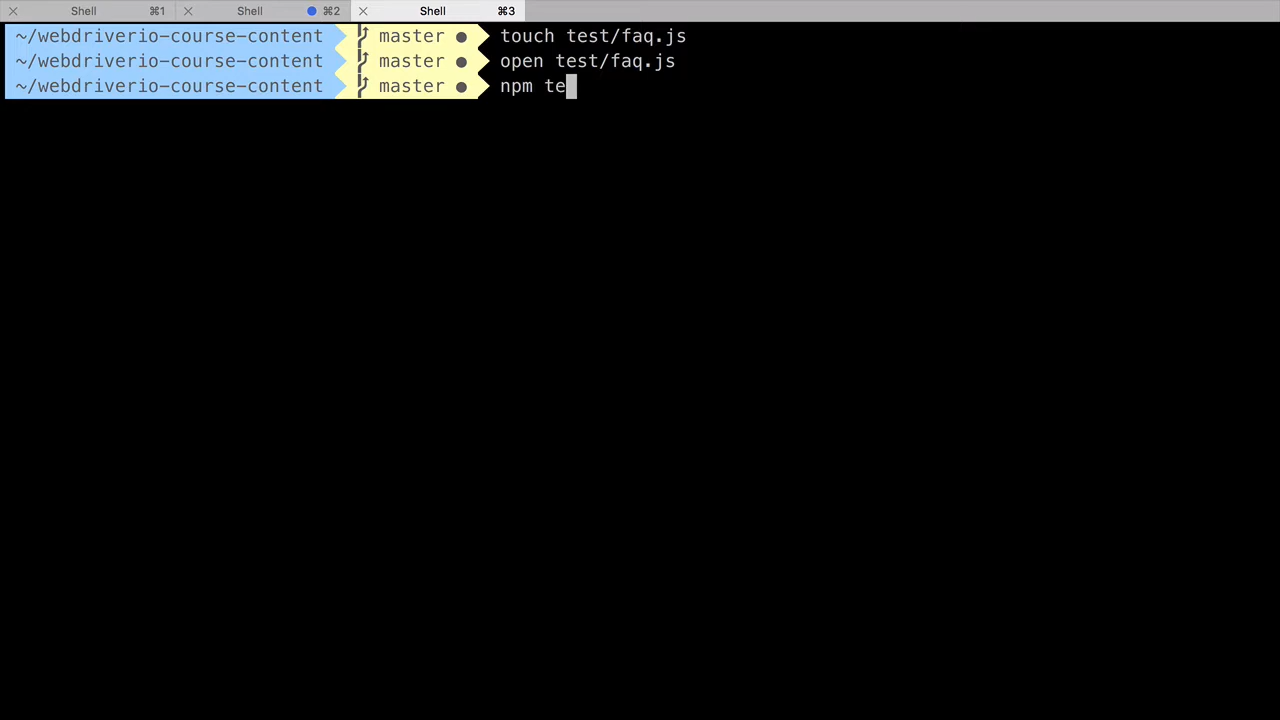 Shell ⌘1 Shell ⌘2 Shell ⌘3
~/webdriverio-course-content master ● touch test/faq.js
~/webdriverio-course-content master ● open test/faq.js
~/webdriverio-course-content master ● npm te